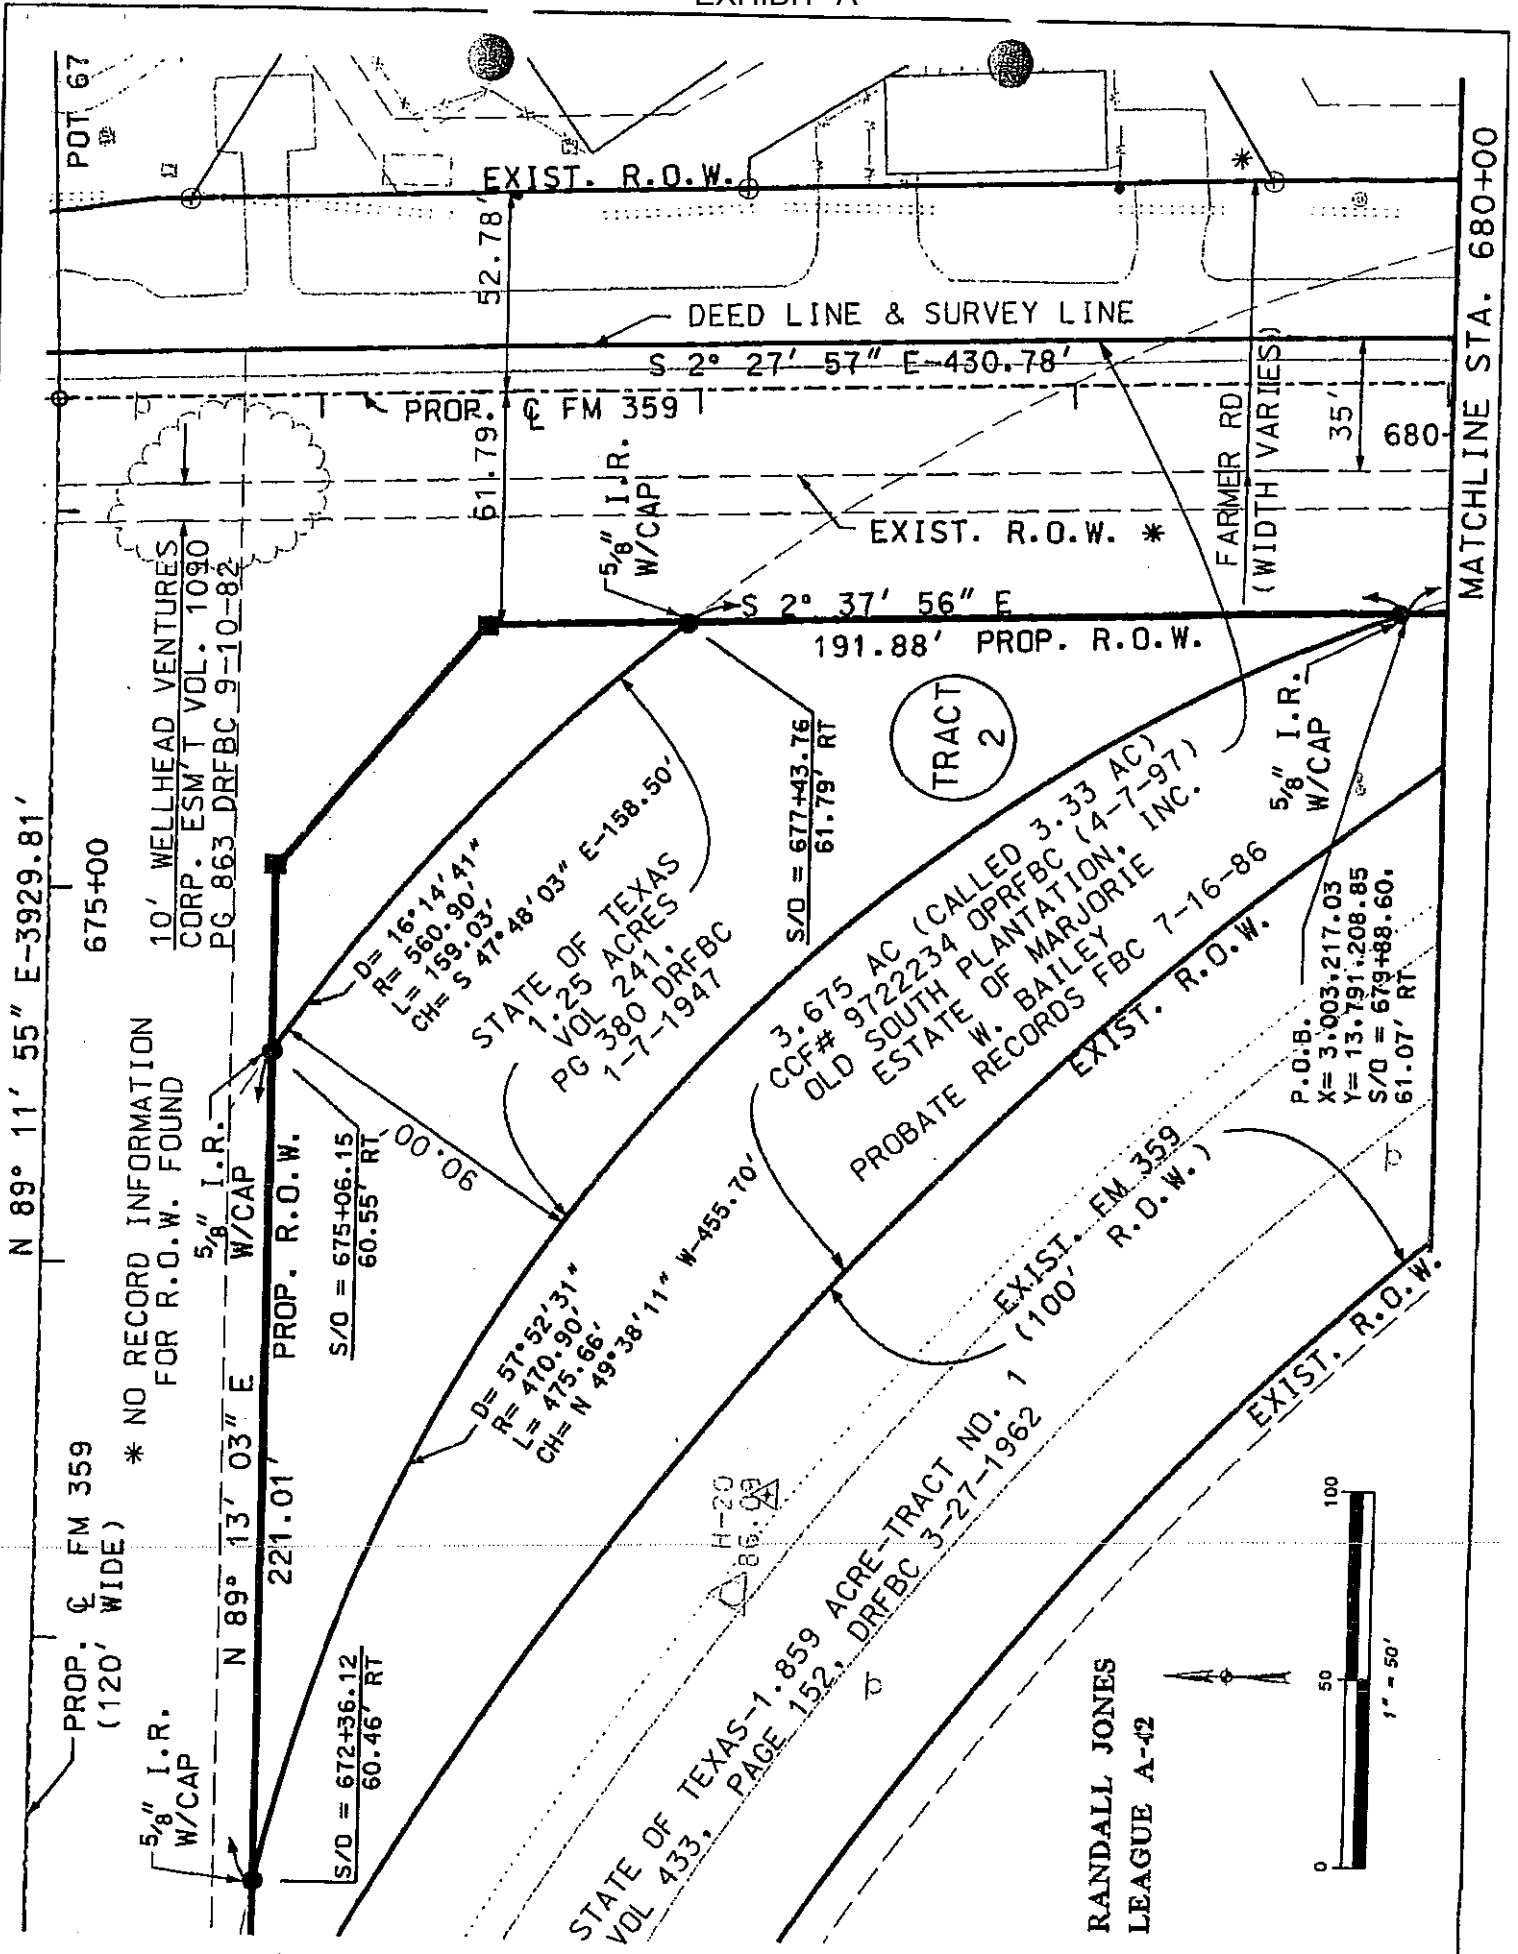 EXHIBIT "A"
POT 67
EXIST. R.O.W.
*
52.78'
DEED LINE & SURVEY LINE
S 2° 27' 57" E-430.78'
PROP. ℄ FM 359
61.79'
5/8" I.R.
W/CAP
EXIST. R.O.W. *
FARMER RD
(WIDTH VARIES)
35'
680
MATCHLINE STA. 680+00
S 2° 37' 56" E
191.88' PROP. R.O.W.
N 89° 11' 55" E-3929.81'
675+00
10' WELLHEAD VENTURES
CORP. ESM'T VOL. 1090
PG 863 DRFBC 9-10-82
* NO RECORD INFORMATION
FOR R.O.W. FOUND
PROP. ℄ FM 359
(120' WIDE)
5/8" I.R.
W/CAP
5/8" I.R.
W/CAP
N 89° 13' 03" E
221.01'
PROP. R.O.W.
S/O = 672+36.12
60.46' RT
S/O = 675+06.15
60.55' RT
90.00'
D= 16°14'41"
R= 560.90'
L= 159.03'
CH= S 47°48'03" E-158.50'
STATE OF TEXAS
1.25 ACRES
VOL 241,
PG 380 DRFBC
1-7-1947
S/O = 677+43.76
61.79' RT
TRACT
2
5/8" I.R.
W/CAP
3.675 AC (CALLED 3.33 AC)
CCF# 9722234 OPRFBC (4-7-97)
OLD SOUTH PLANTATION, INC.
ESTATE OF MARJORIE
W. BAILEY
PROBATE RECORDS FBC 7-16-86
EXIST. R.O.W.
P.O.B.
X= 3,003,217.03
Y= 13,791,208.85
S/O = 679+88.60,
61.07' RT
D= 57°52'31"
R= 470.90'
L= 475.66'
CH= N 49°38'11" W-455.70'
EXIST. FM 359
(100' R.O.W.)
EXIST. R.O.W.
H-20
86.09
STATE OF TEXAS-1.859 ACRE-TRACT NO. 1
VOL 433, PAGE 152, DRFBC 3-27-1962
RANDALL JONES
LEAGUE A-42
0
50
100
1" = 50'